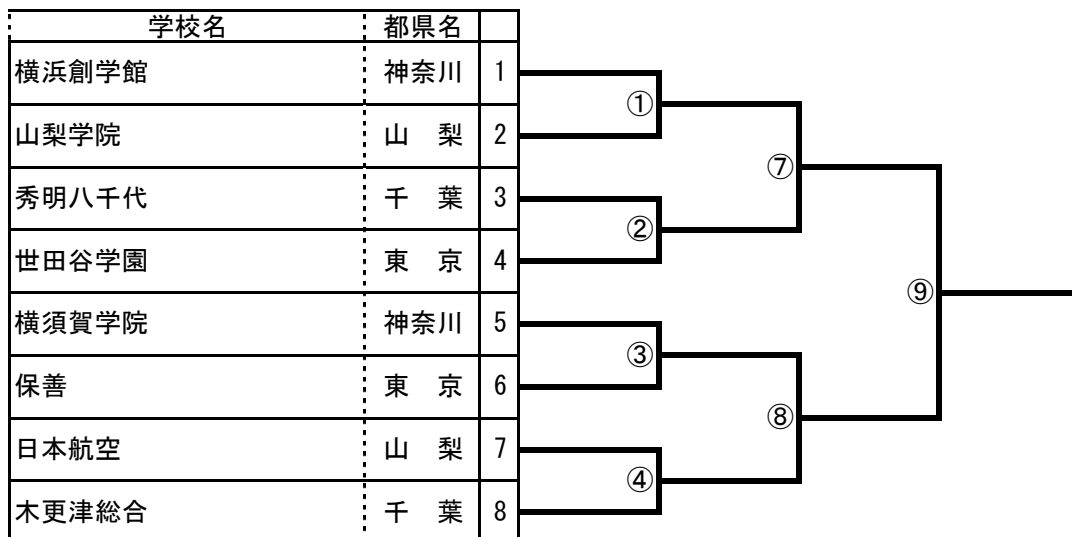 学校名 都県名
横浜創学館 神奈川 1
①
山梨学院 山 梨 2
⑦
秀明八千代 千 葉 3
②
世田谷学園 東 京 4
⑨
横須賀学院 神奈川 5
③
保善 東 京 6
⑧
日本航空 山 梨 7
④
木更津総合 千 葉 8